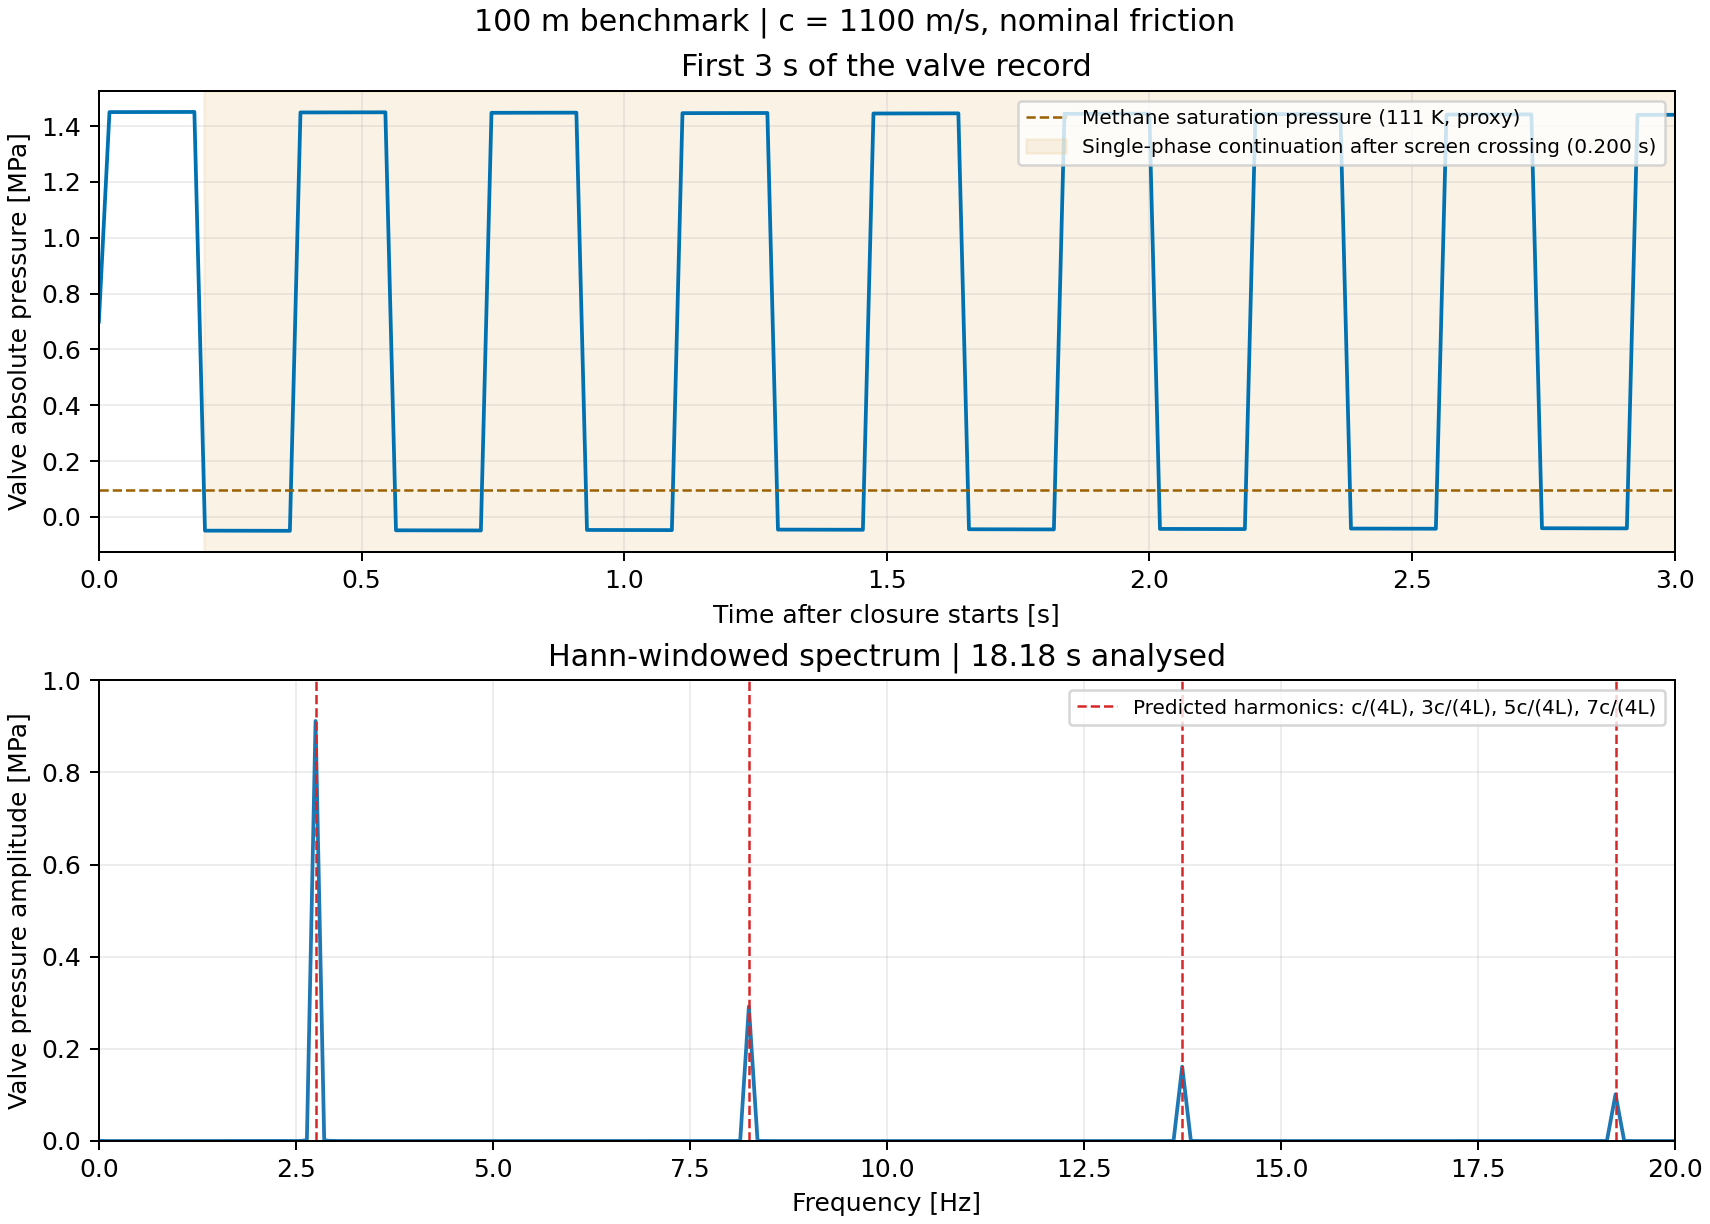 100 m benchmark | c = 1100 m/s, nominal friction
First 3 s of the valve record
Valve absolute pressure [MPa]
1.4
1.2
1.0
0.8
0.6
0.4
0.2
0.0
Methane saturation pressure (111 K, proxy)
Single-phase continuation after screen crossing (0.200 s)
0.0 0.5 1.0 1.5 2.0 2.5 3.0
Time after closure starts [s]
Hann-windowed spectrum | 18.18 s analysed
Valve pressure amplitude [MPa]
1.0
0.8
0.6
0.4
0.2
0.0
Predicted harmonics: c/(4L), 3c/(4L), 5c/(4L), 7c/(4L)
0.0 2.5 5.0 7.5 10.0 12.5 15.0 17.5 20.0
Frequency [Hz]